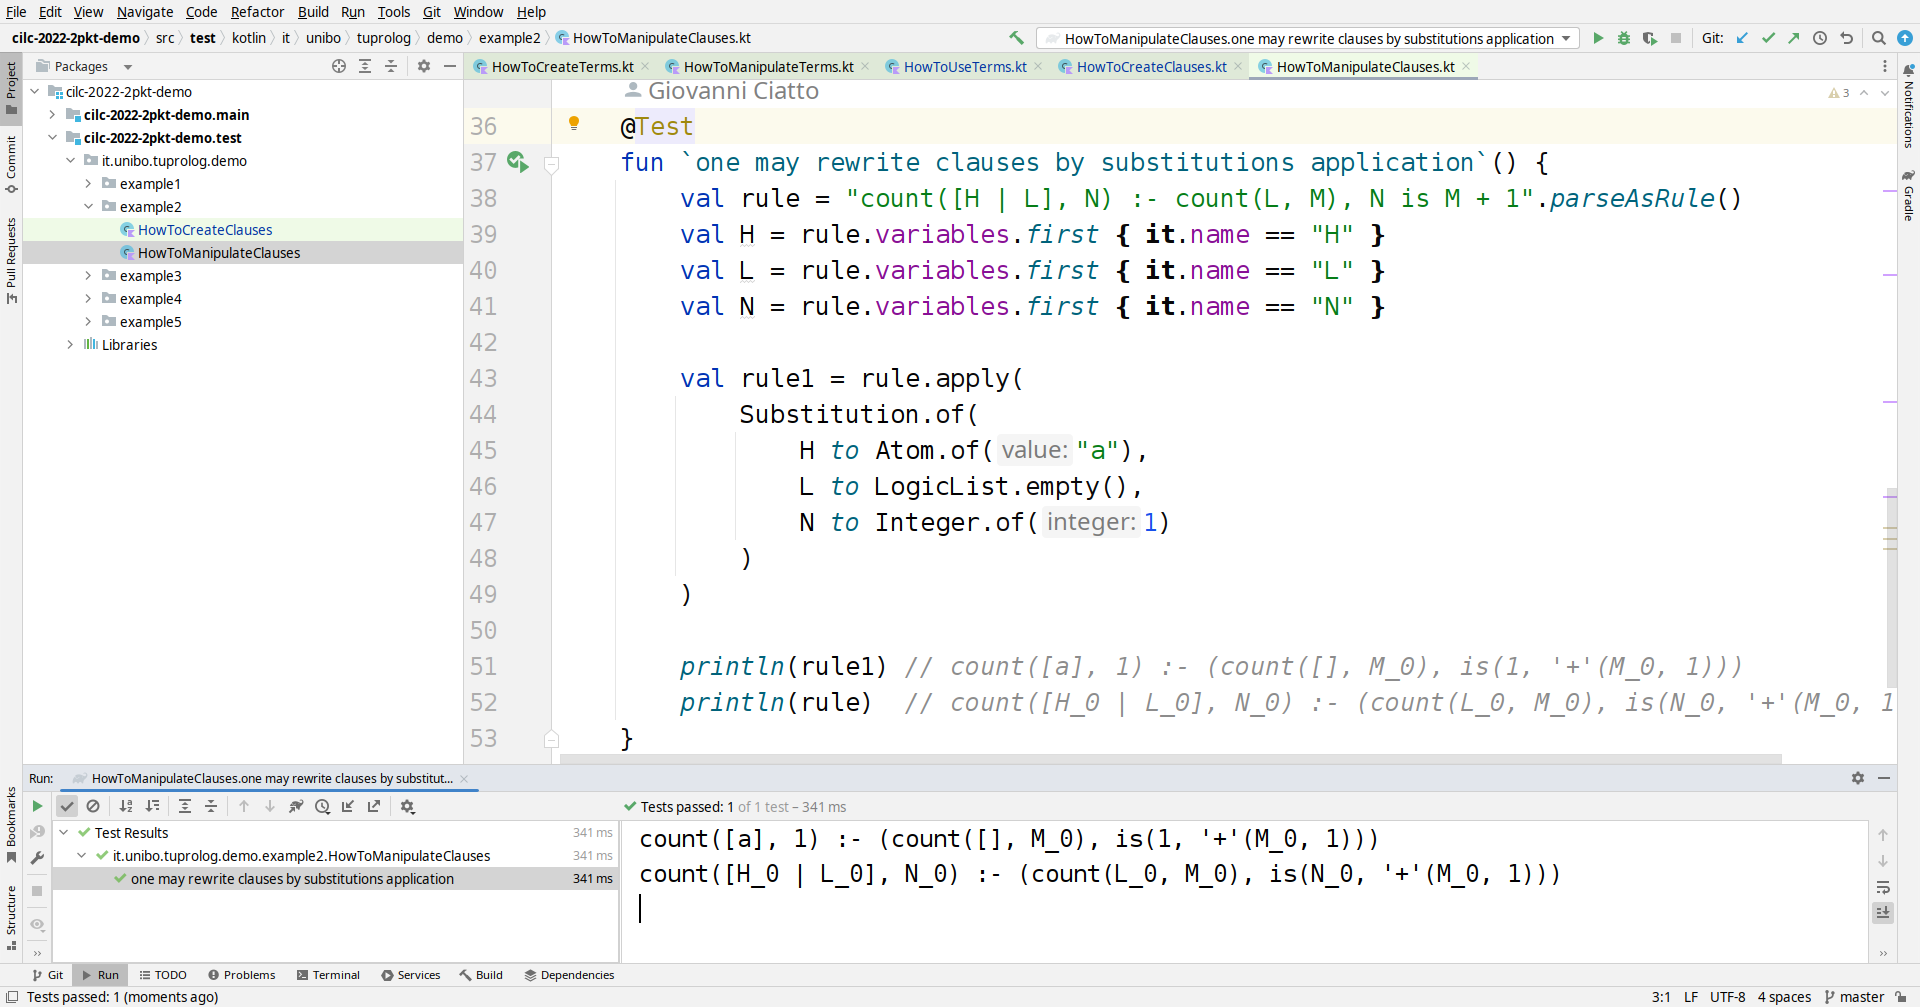 File Edit View Navigate Code Refactor Build Run Tools Git Window Help
cilc-2022-2pkt-demo src test kotlin it unibo tuprolog demo example2 HowToManipulateClauses.kt
HowToManipulateClauses.one may rewrite clauses by substitutions application Git:
Project
Commit
Pull Requests
Bookmarks
Structure
Packages
cilc-2022-2pkt-demo
cilc-2022-2pkt-demo.main
cilc-2022-2pkt-demo.test
it.unibo.tuprolog.demo
example1
example2
HowToCreateClauses
HowToManipulateClauses
example3
example4
example5
Libraries
HowToCreateTerms.kt HowToManipulateTerms.kt HowToUseTerms.kt HowToCreateClauses.kt HowToManipulateClauses.kt
Giovanni Ciatto
3
36 @Test
37 fun `one may rewrite clauses by substitutions application`() {
38 val rule = "count([H | L], N) :- count(L, M), N is M + 1".parseAsRule()
39 val H = rule.variables.first { it.name == "H" }
40 val L = rule.variables.first { it.name == "L" }
41 val N = rule.variables.first { it.name == "N" }
42
43 val rule1 = rule.apply(
44 Substitution.of(
45 H to Atom.of( value: "a"),
46 L to LogicList.empty(),
47 N to Integer.of( integer: 1)
48 )
49 )
50
51 println(rule1) // count([a], 1) :- (count([], M_0), is(1, '+'(M_0, 1)))
52 println(rule) // count([H_0 | L_0], N_0) :- (count(L_0, M_0), is(N_0, '+'(M_0, 1
53 }
Notifications
Gradle
Run: HowToManipulateClauses.one may rewrite clauses by substitut...
Tests passed: 1 of 1 test – 341 ms
Test Results 341 ms
it.unibo.tuprolog.demo.example2.HowToManipulateClauses 341 ms
one may rewrite clauses by substitutions application 341 ms
count([a], 1) :- (count([], M_0), is(1, '+'(M_0, 1)))
count([H_0 | L_0], N_0) :- (count(L_0, M_0), is(N_0, '+'(M_0, 1)))
Git Run TODO Problems Terminal Services Build Dependencies
Tests passed: 1 (moments ago) 3:1 LF UTF-8 4 spaces master